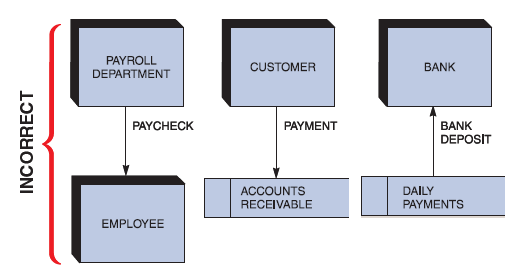 INCORRECT
PAYROLL
DEPARTMENT
PAYCHECK
EMPLOYEE
CUSTOMER
PAYMENT
ACCOUNTS
RECEIVABLE
BANK
BANK
DEPOSIT
DAILY
PAYMENTS